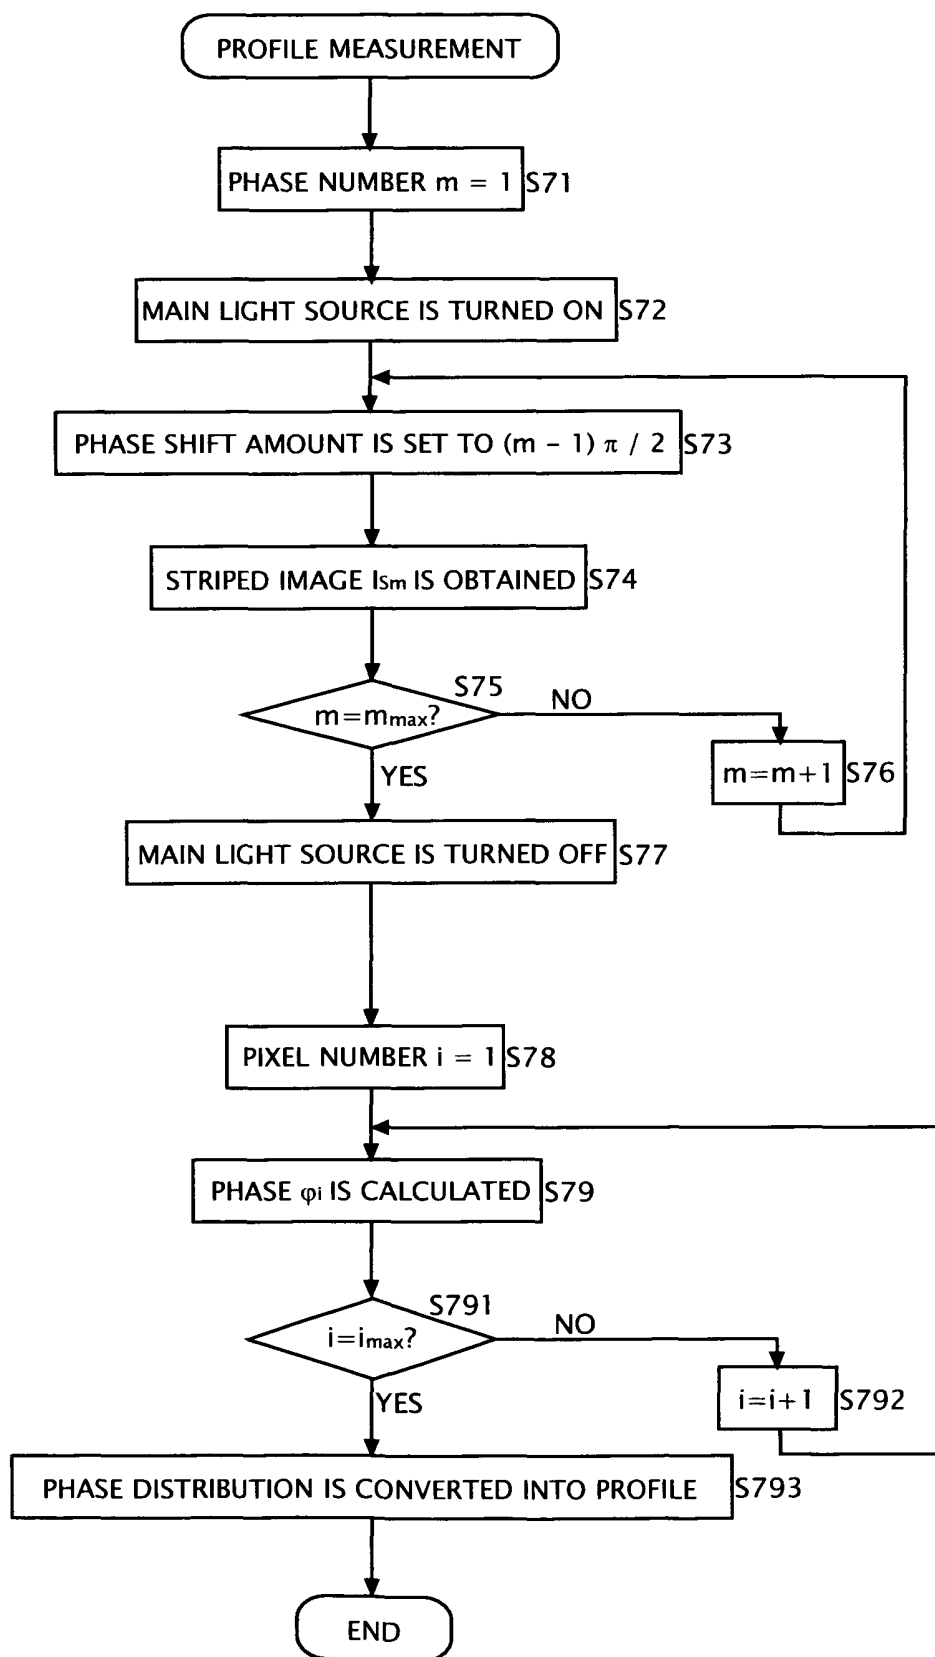 PROFILE MEASUREMENT
PHASE NUMBER m = 1 S71
MAIN LIGHT SOURCE IS TURNED ON S72
PHASE SHIFT AMOUNT IS SET TO (m - 1) π / 2 S73
STRIPED IMAGE ISm IS OBTAINED S74
S75
m=mmax?
NO
m=m+1 S76
YES
MAIN LIGHT SOURCE IS TURNED OFF S77
PIXEL NUMBER i = 1 S78
PHASE φi IS CALCULATED S79
S791
i=imax?
NO
i=i+1 S792
YES
PHASE DISTRIBUTION IS CONVERTED INTO PROFILE S793
END